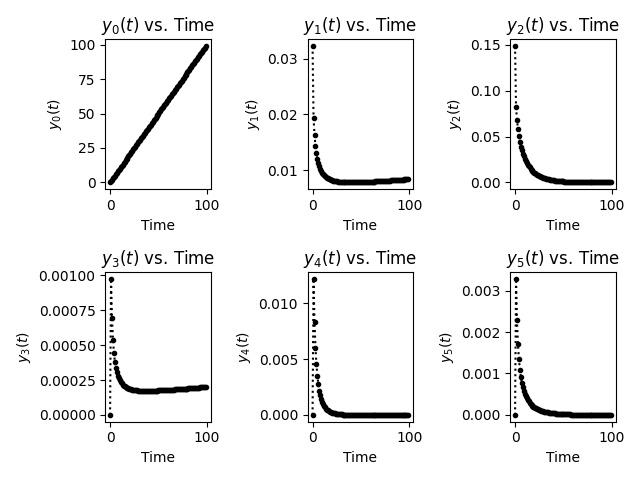 y₀(t) vs. Time
y₁(t) vs. Time
y₂(t) vs. Time
100
75
50
25
0
y₀(t)
0
100
Time
0.03
0.02
0.01
y₁(t)
0
100
Time
0.15
0.10
0.05
0.00
y₂(t)
0
100
Time
y₃(t) vs. Time
y₄(t) vs. Time
y₅(t) vs. Time
0.00100
0.00075
0.00050
0.00025
0.00000
y₃(t)
0
100
Time
0.010
0.005
0.000
y₄(t)
0
100
Time
0.003
0.002
0.001
0.000
y₅(t)
0
100
Time